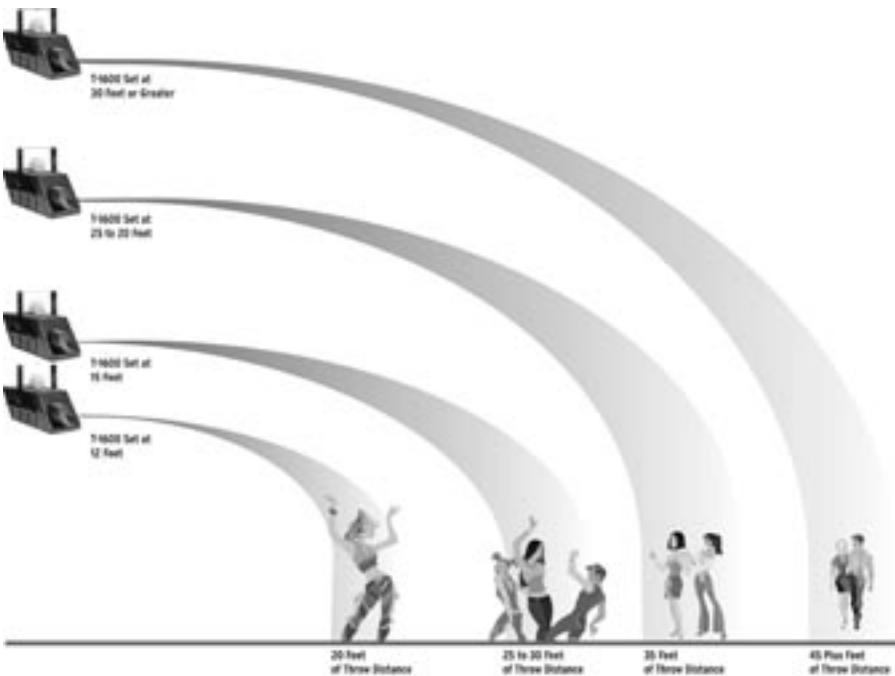 T-1600 Set at
30 Feet or Greater
T-1600 Set at
25 to 20 Feet
T-1600 Set at
15 Feet
T-1600 Set at
12 Feet
20 Feet
of Throw Distance
25 to 30 Feet
of Throw Distance
35 Feet
of Throw Distance
45 Plus Feet
of Throw Distance